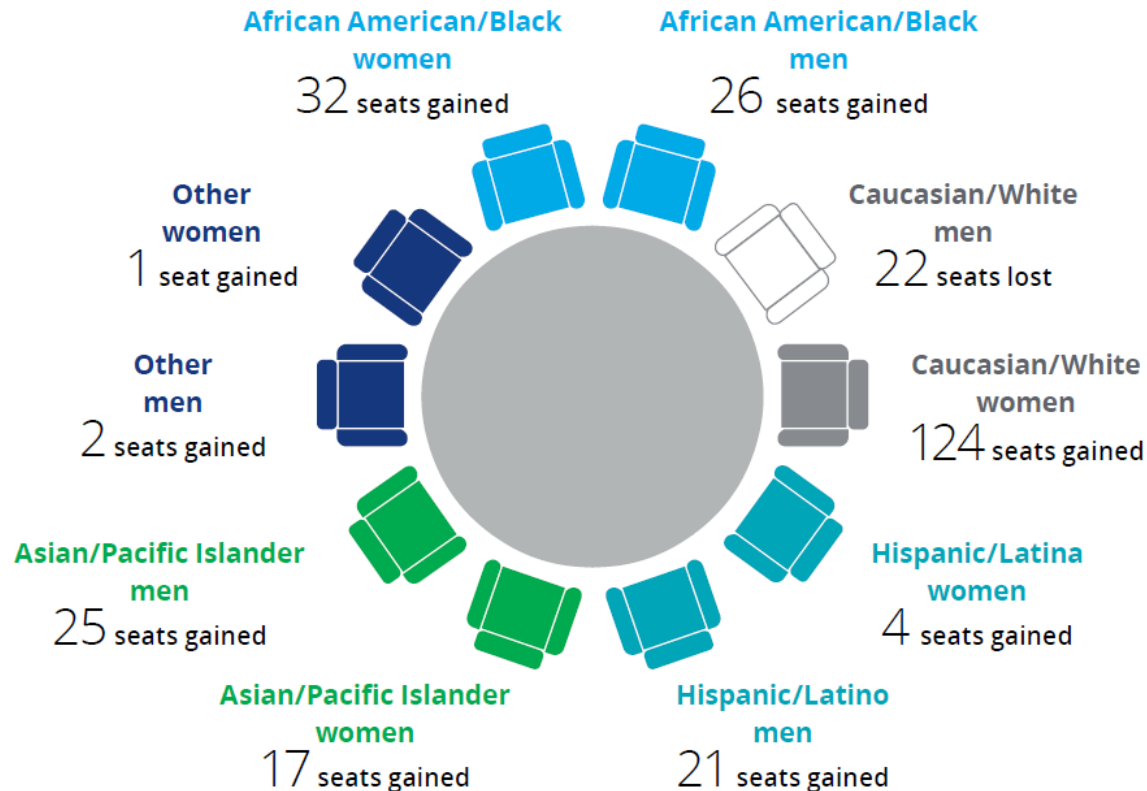 African American/Black
women
32 seats gained
African American/Black
men
26 seats gained
Other
women
1 seat gained
Caucasian/White
men
22 seats lost
Other
men
2 seats gained
Caucasian/White
women
124 seats gained
Asian/Pacific Islander
men
25 seats gained
Hispanic/Latina
women
4 seats gained
Asian/Pacific Islander
women
17 seats gained
Hispanic/Latino
men
21 seats gained